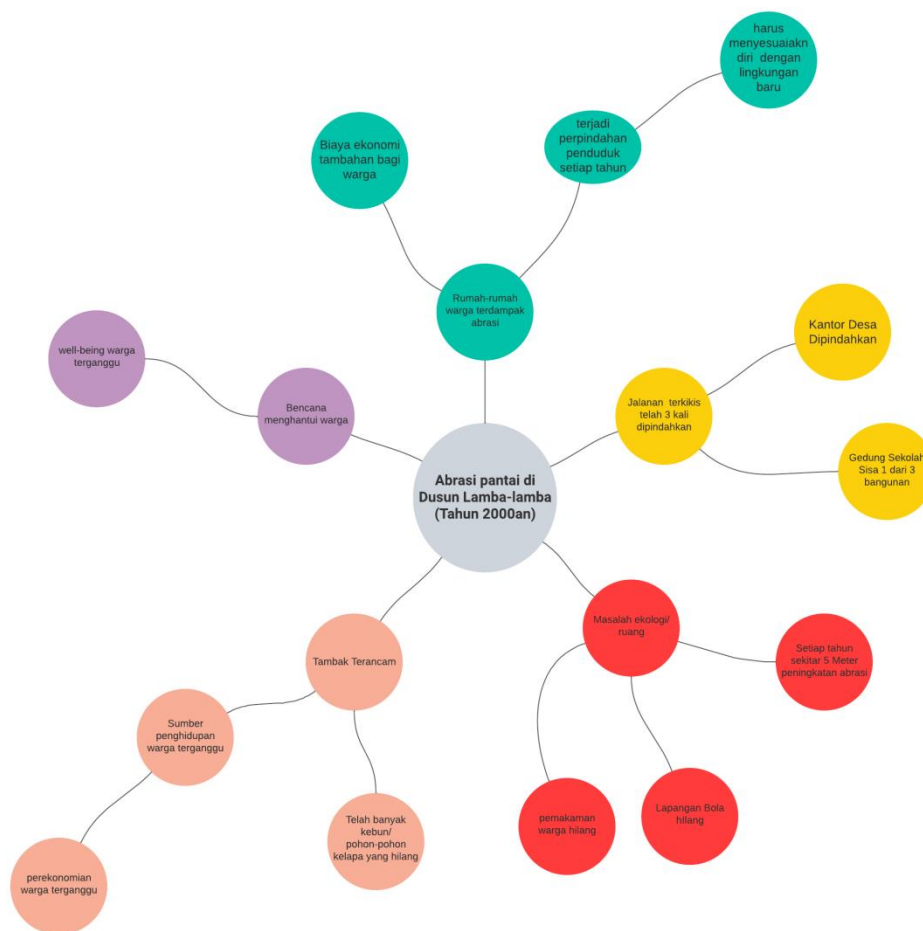 harus
menyesuaiakn
diri dengan
lingkungan
baru
terjadi
perpindahan
penduduk
setiap tahun
Biaya ekonomi
tambahan bagi
warga
Rumah-rumah
warga terdampak
abrasi
Kantor Desa
Dipindahkan
Jalanan terkikis
telah 3 kali
dipindahkan
Gedung Sekolah
Sisa 1 dari 3
bangunan
well-being warga
terganggu
Bencana
menghantui warga
Abrasi pantai di
Dusun Lamba-lamba
(Tahun 2000an)
Masalah ekologi/
ruang
Setiap tahun
sekitar 5 Meter
peningkatan abrasi
Lapangan Bola
hilang
pemakaman
warga hilang
Tambak Terancam
Sumber
penghidupan
warga terganggu
Telah banyak
kebun/
pohon-pohon
kelapa yang hilang
perekonomian
warga terganggu